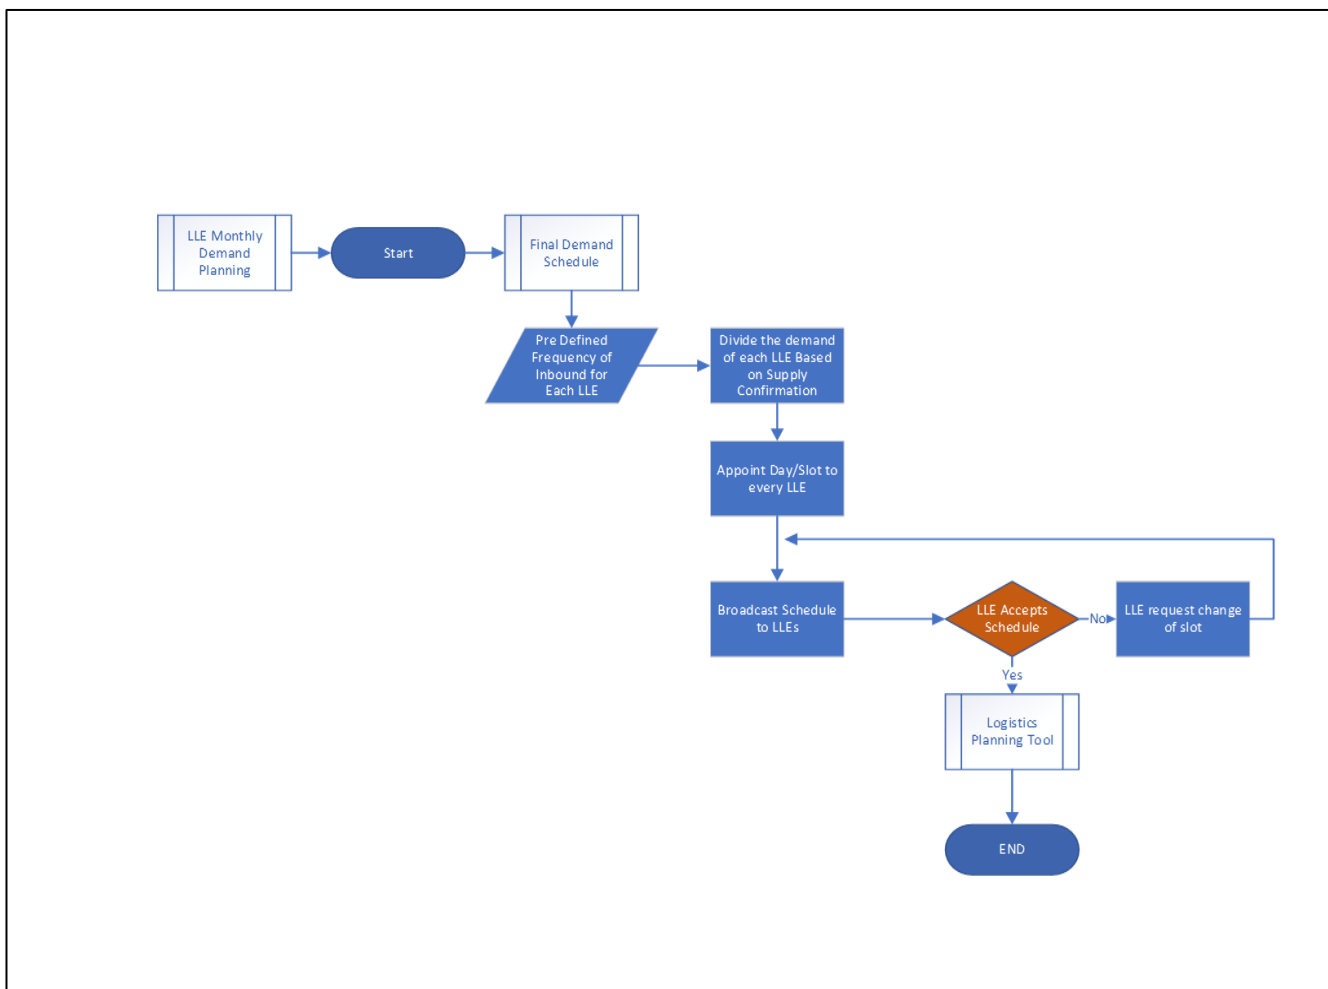 LLE Monthly
Demand
Planning
Start
Final Demand
Schedule
Pre Defined
Frequency of
Inbound for
Each LLE
Divide the demand
of each LLE Based
on Supply
Confirmation
Appoint Day/Slot to
every LLE
Broadcast Schedule
to LLEs
LLE Accepts
Schedule
No
LLE request change
of slot
Yes
Logistics
Planning Tool
END